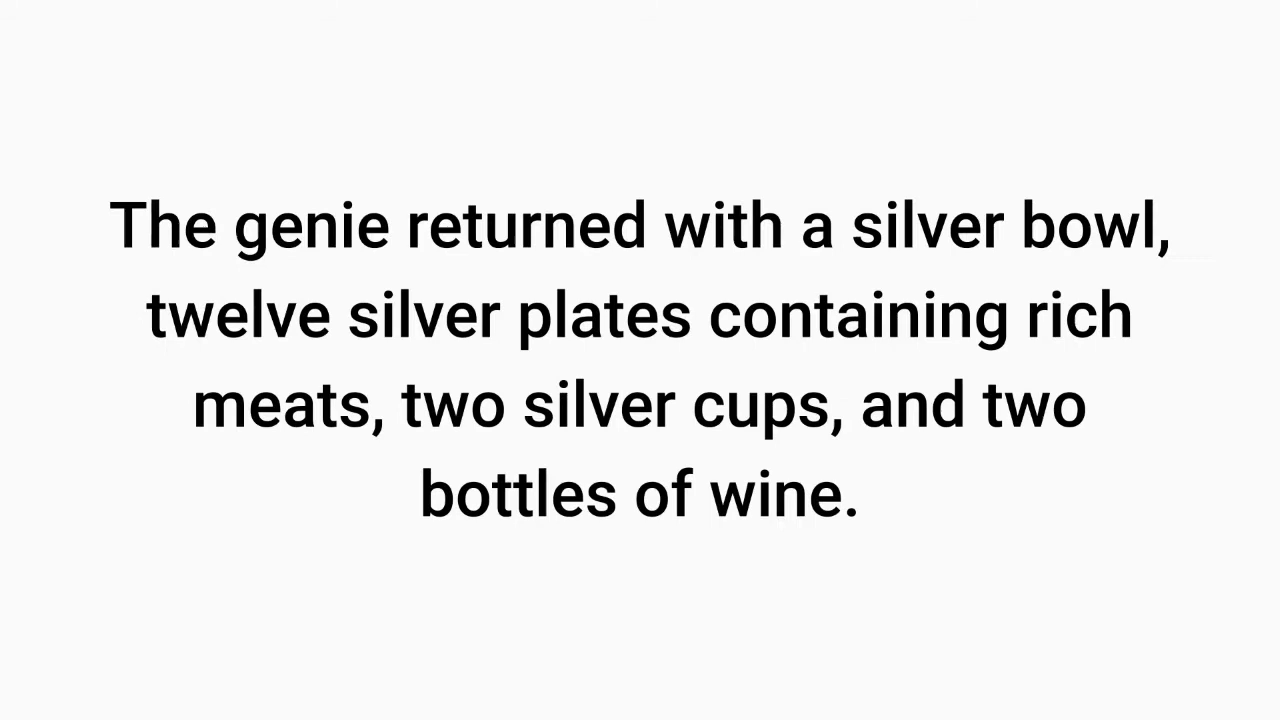 The genie returned with a silver bowl,
twelve silver plates containing rich
meats, two silver cups, and two
bottles of wine.